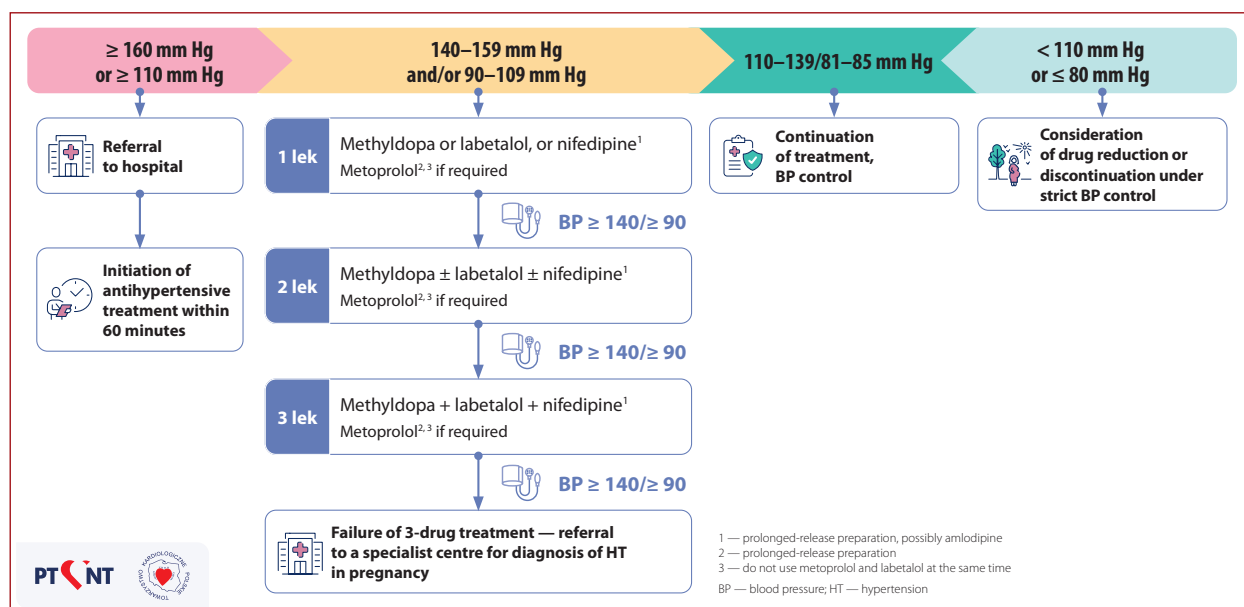 ≥ 160 mm Hg
or ≥ 110 mm Hg
140–159 mm Hg
and/or 90–109 mm Hg
110–139/81–85 mm Hg
< 110 mm Hg
or ≤ 80 mm Hg
Referral
to hospital
Initiation of
antihypertensive
treatment within
60 minutes
1 lek
Methyldopa or labetalol, or nifedipine¹
Metoprolol²,³ if required
BP ≥ 140/≥ 90
2 lek
Methyldopa ± labetalol ± nifedipine¹
Metoprolol²,³ if required
BP ≥ 140/≥ 90
3 lek
Methyldopa + labetalol + nifedipine¹
Metoprolol²,³ if required
BP ≥ 140/≥ 90
Failure of 3-drug treatment — referral
to a specialist centre for diagnosis of HT
in pregnancy
Continuation
of treatment,
BP control
Consideration
of drug reduction or
discontinuation under
strict BP control
1 — prolonged-release preparation, possibly amlodipine
2 — prolonged-release preparation
3 — do not use metoprolol and labetalol at the same time
BP — blood pressure; HT — hypertension
PT NT
TOWARZYSTWO KARDIOLOGICZNE POLSKIE